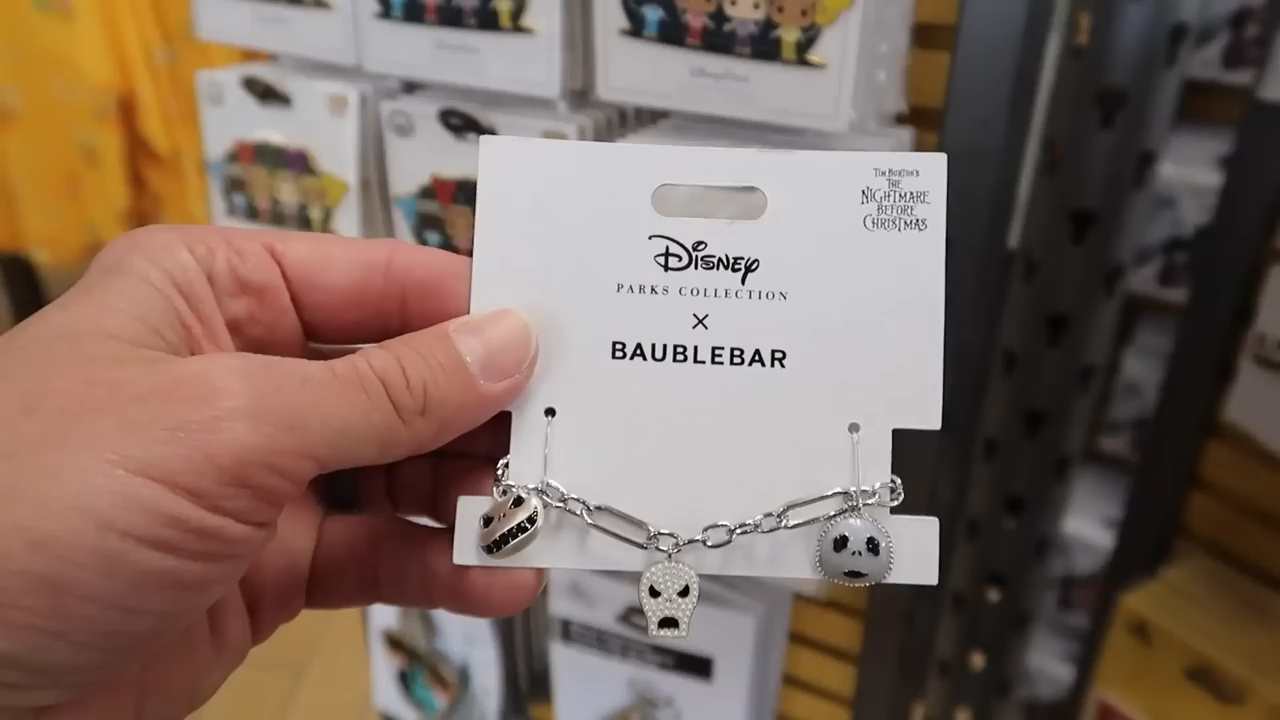 TIM BURTON'S
THE
NIGHTMARE
BEFORE
CHRISTMAS
DISNEY
PARKS COLLECTION
X
BAUBLEBAR